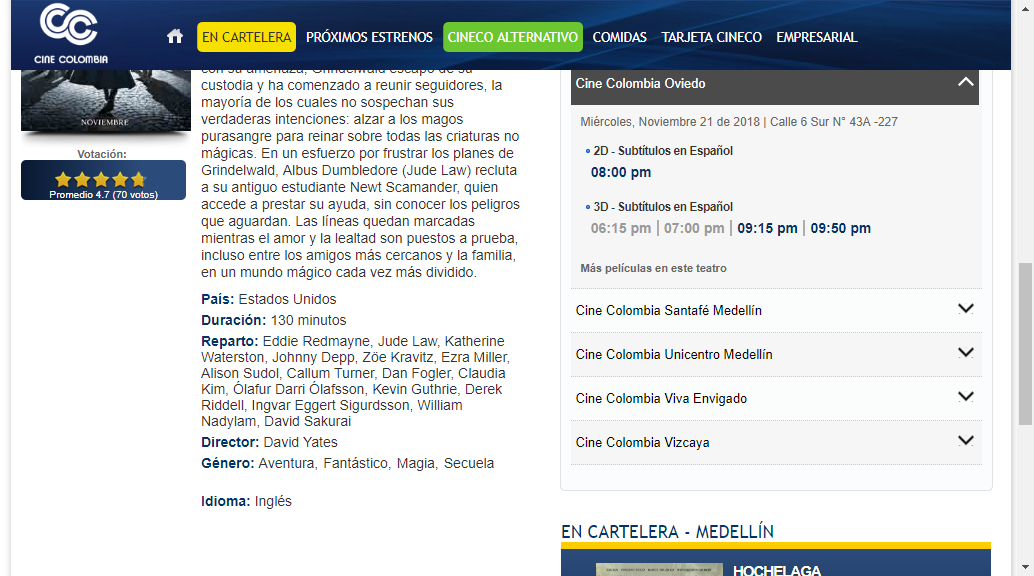 CINE COLOMBIA
EN CARTELERA PRÓXIMOS ESTRENOS CINECO ALTERNATIVO COMIDAS TARJETA CINECO EMPRESARIAL
NOVIEMBRE
Votación:
Promedio 4.7 (70 votos)
con su amenaza, Grindelwald escapó de su
custodia y ha comenzado a reunir seguidores, la
mayoría de los cuales no sospechan sus
verdaderas intenciones: alzar a los magos
purasangre para reinar sobre todas las criaturas no
mágicas. En un esfuerzo por frustrar los planes de
Grindelwald, Albus Dumbledore (Jude Law) recluta
a su antiguo estudiante Newt Scamander, quien
accede a prestar su ayuda, sin conocer los peligros
que aguardan. Las líneas quedan marcadas
mientras el amor y la lealtad son puestos a prueba,
incluso entre los amigos más cercanos y la familia,
en un mundo mágico cada vez más dividido.
País: Estados Unidos
Duración: 130 minutos
Reparto: Eddie Redmayne, Jude Law, Katherine
Waterston, Johnny Depp, Zöe Kravitz, Ezra Miller,
Alison Sudol, Callum Turner, Dan Fogler, Claudia
Kim, Ólafur Darri Ólafsson, Kevin Guthrie, Derek
Riddell, Ingvar Eggert Sigurdsson, William
Nadylam, David Sakurai
Director: David Yates
Género: Aventura, Fantástico, Magia, Secuela
Idioma: Inglés
Cine Colombia Oviedo
Miércoles, Noviembre 21 de 2018 | Calle 6 Sur N° 43A -227
2D - Subtítulos en Español
08:00 pm
3D - Subtítulos en Español
06:15 pm | 07:00 pm | 09:15 pm | 09:50 pm
Más películas en este teatro
Cine Colombia Santafé Medellín
Cine Colombia Unicentro Medellín
Cine Colombia Viva Envigado
Cine Colombia Vizcaya
EN CARTELERA - MEDELLÍN
HOCHELAGA